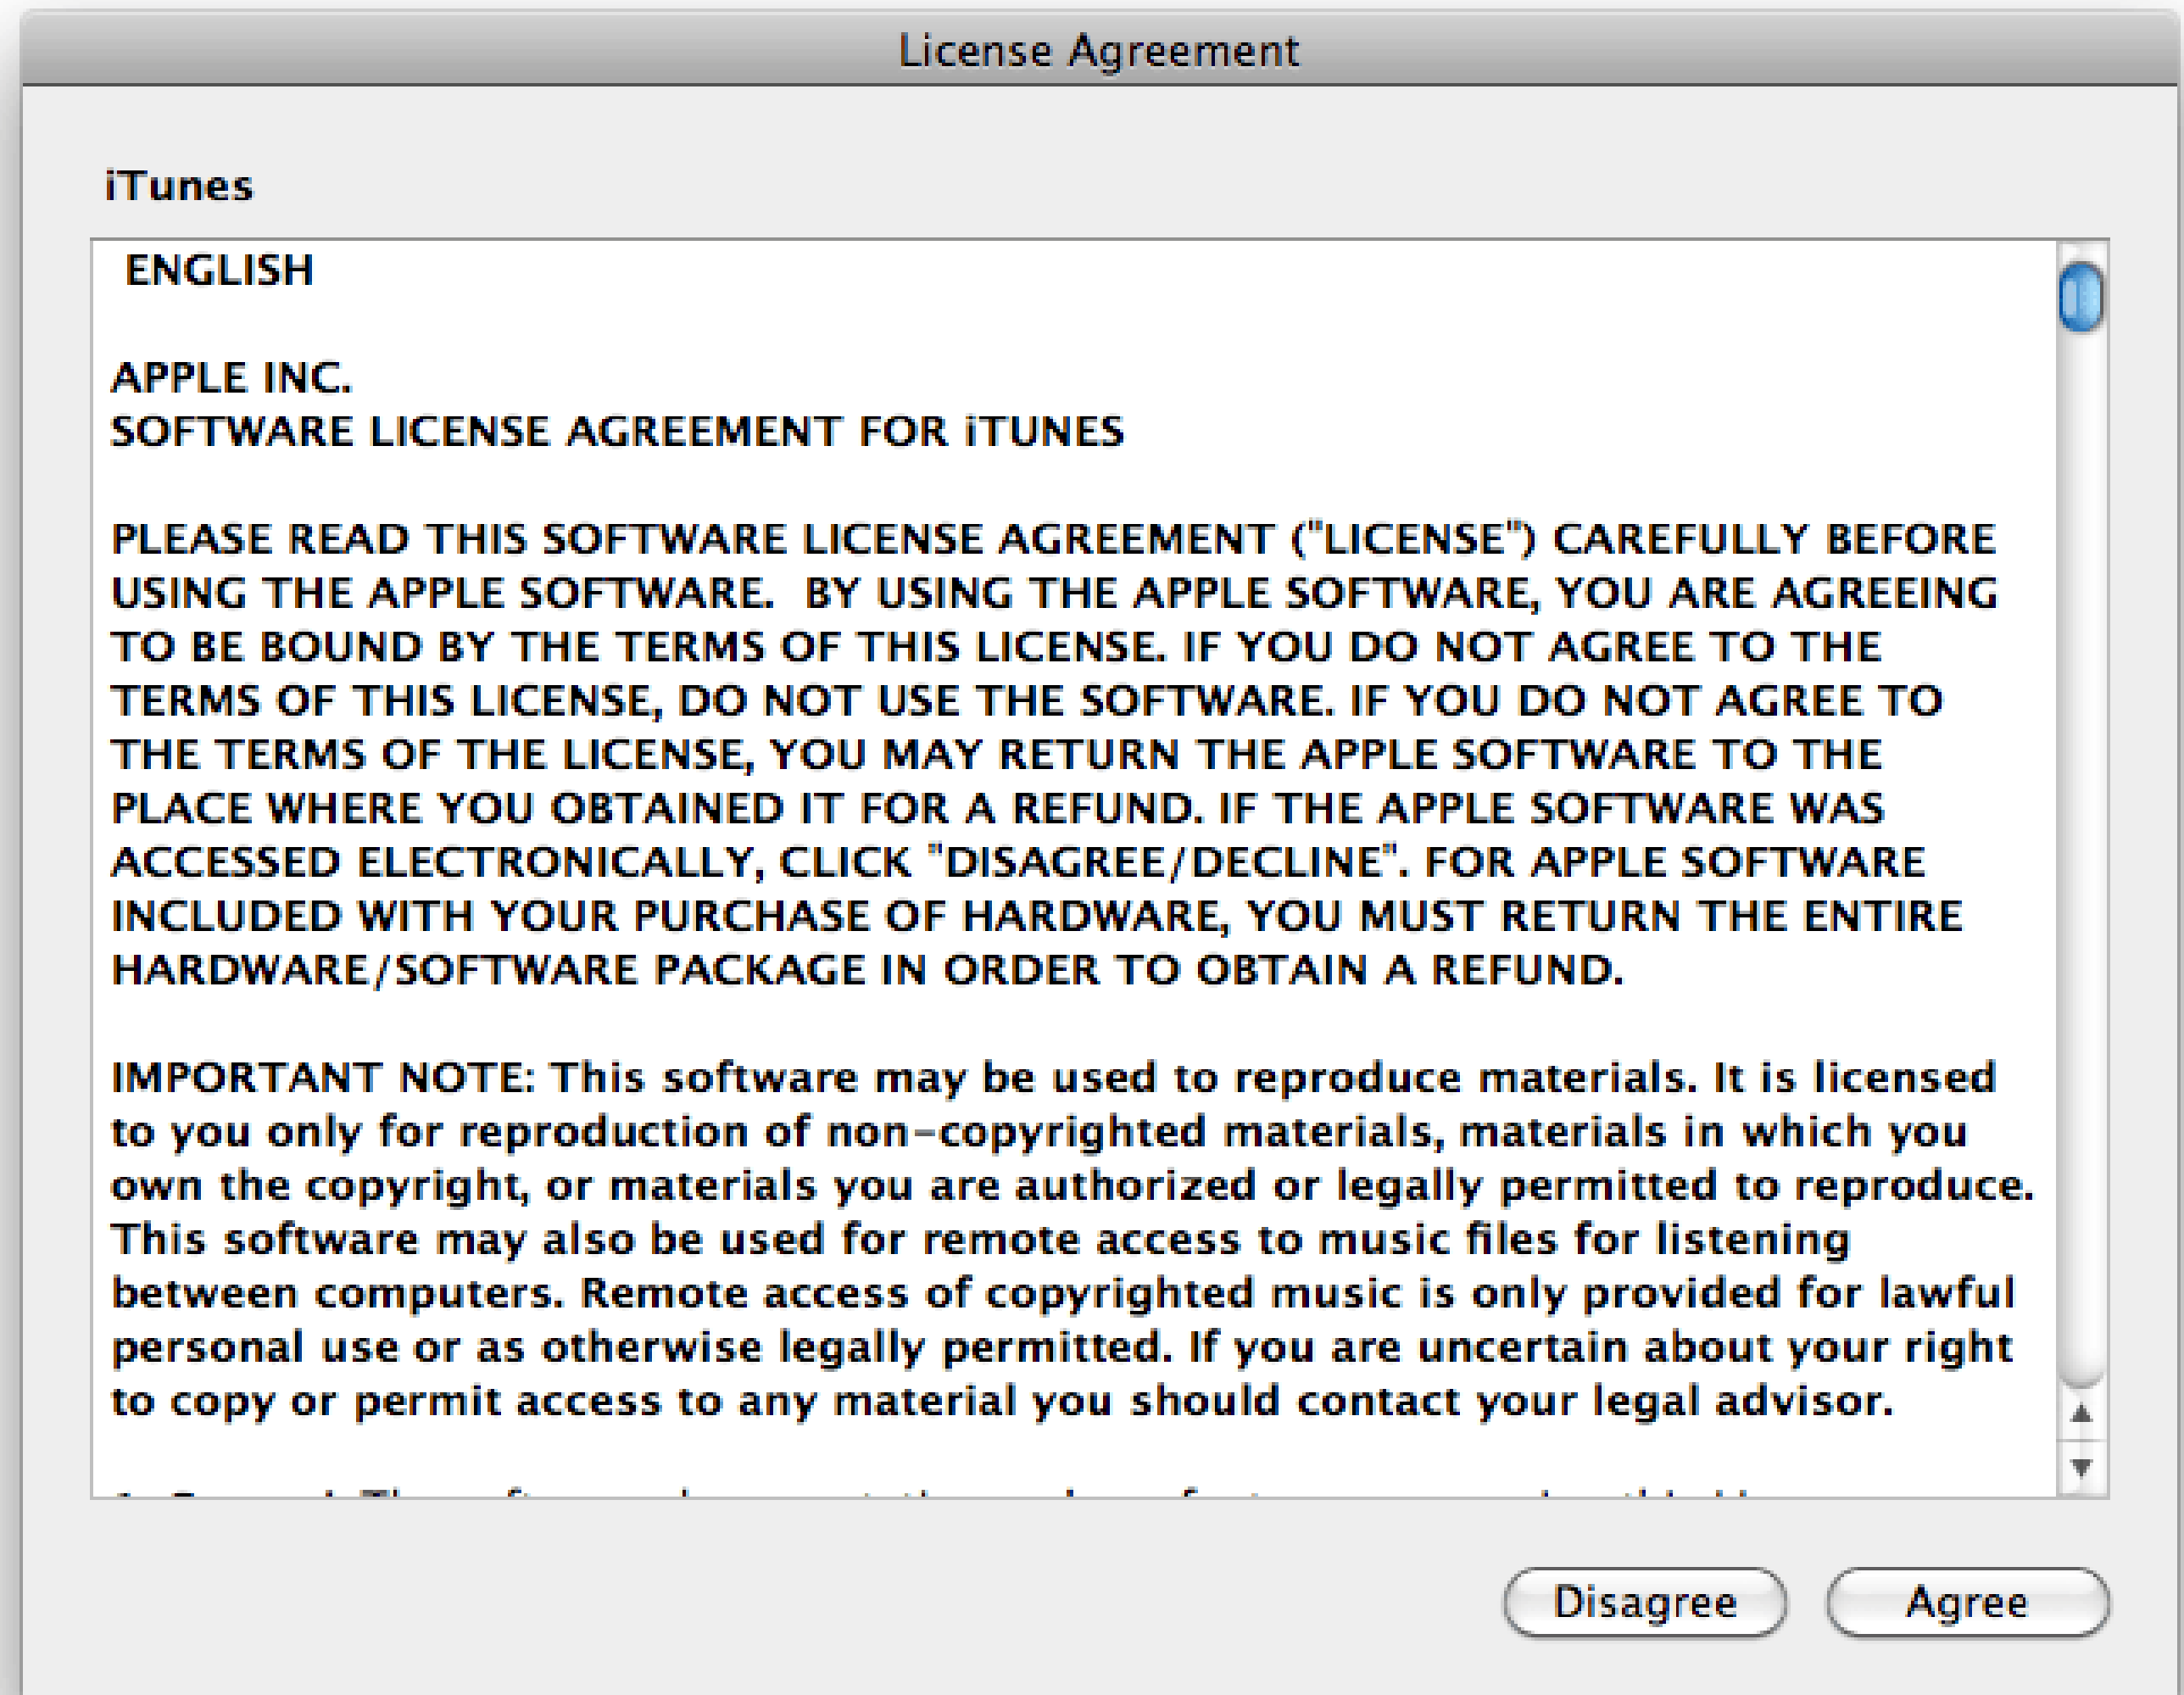 License Agreement
iTunes
ENGLISH
APPLE INC.
SOFTWARE LICENSE AGREEMENT FOR iTUNES
PLEASE READ THIS SOFTWARE LICENSE AGREEMENT ("LICENSE") CAREFULLY BEFORE
USING THE APPLE SOFTWARE.  BY USING THE APPLE SOFTWARE, YOU ARE AGREEING
TO BE BOUND BY THE TERMS OF THIS LICENSE. IF YOU DO NOT AGREE TO THE
TERMS OF THIS LICENSE, DO NOT USE THE SOFTWARE. IF YOU DO NOT AGREE TO
THE TERMS OF THE LICENSE, YOU MAY RETURN THE APPLE SOFTWARE TO THE
PLACE WHERE YOU OBTAINED IT FOR A REFUND. IF THE APPLE SOFTWARE WAS
ACCESSED ELECTRONICALLY, CLICK "DISAGREE/DECLINE". FOR APPLE SOFTWARE
INCLUDED WITH YOUR PURCHASE OF HARDWARE, YOU MUST RETURN THE ENTIRE
HARDWARE/SOFTWARE PACKAGE IN ORDER TO OBTAIN A REFUND.
IMPORTANT NOTE: This software may be used to reproduce materials. It is licensed
to you only for reproduction of non-copyrighted materials, materials in which you
own the copyright, or materials you are authorized or legally permitted to reproduce.
This software may also be used for remote access to music files for listening
between computers. Remote access of copyrighted music is only provided for lawful
personal use or as otherwise legally permitted. If you are uncertain about your right
to copy or permit access to any material you should contact your legal advisor.
Disagree
Agree